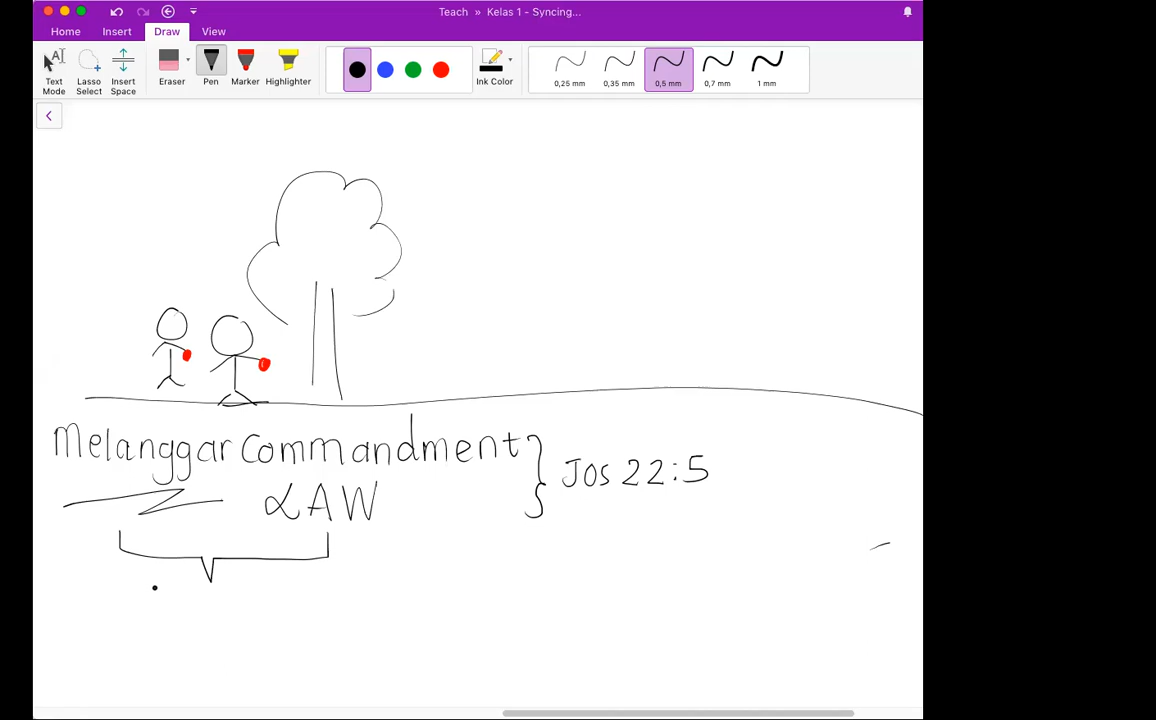 Teach » Kelas 1 - Syncing...
Home Insert Draw View
Text Mode Lasso Select Insert Space Eraser Pen Marker Highlighter Ink Color 0,25 mm 0,35 mm 0,5 mm 0,7 mm 1 mm
Melanggar Commandment
Jos 22:5
LAW